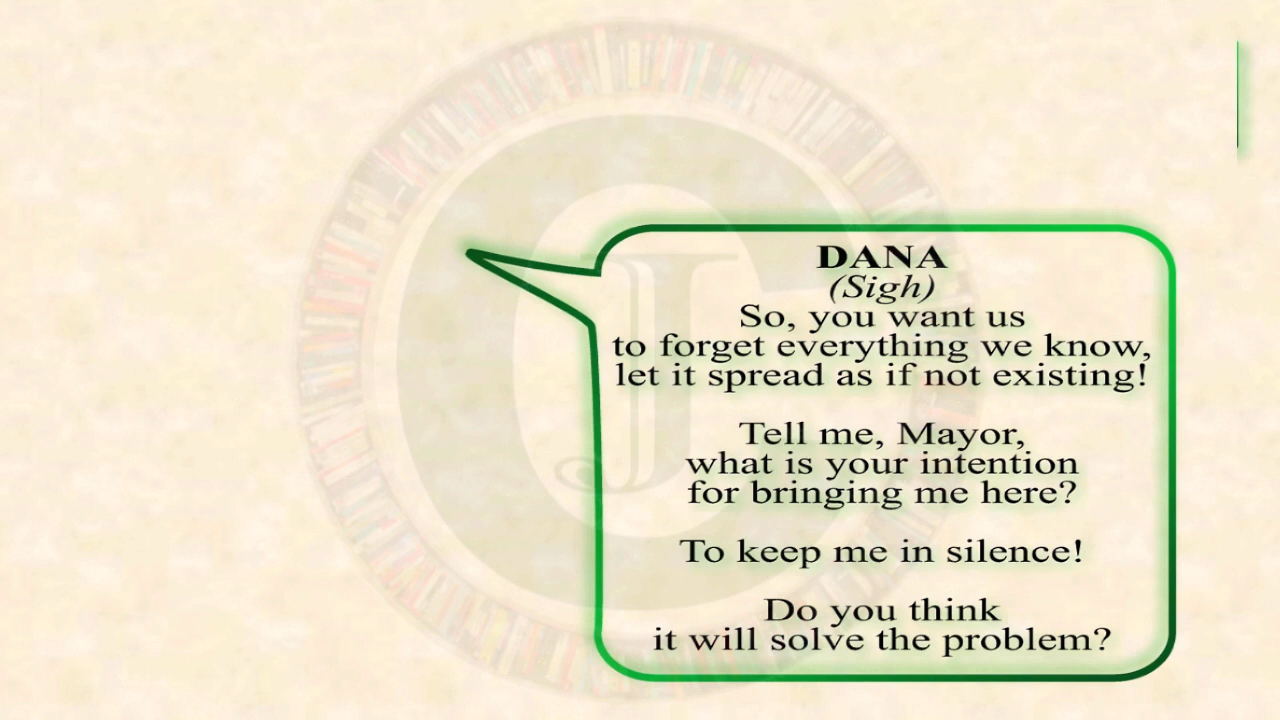 DANA
(Sigh)
So, you want us
to forget everything we know,
let it spread as if not existing!
Tell me, Mayor,
what is your intention
for bringing me here?
To keep me in silence!
Do you think
it will solve the problem?